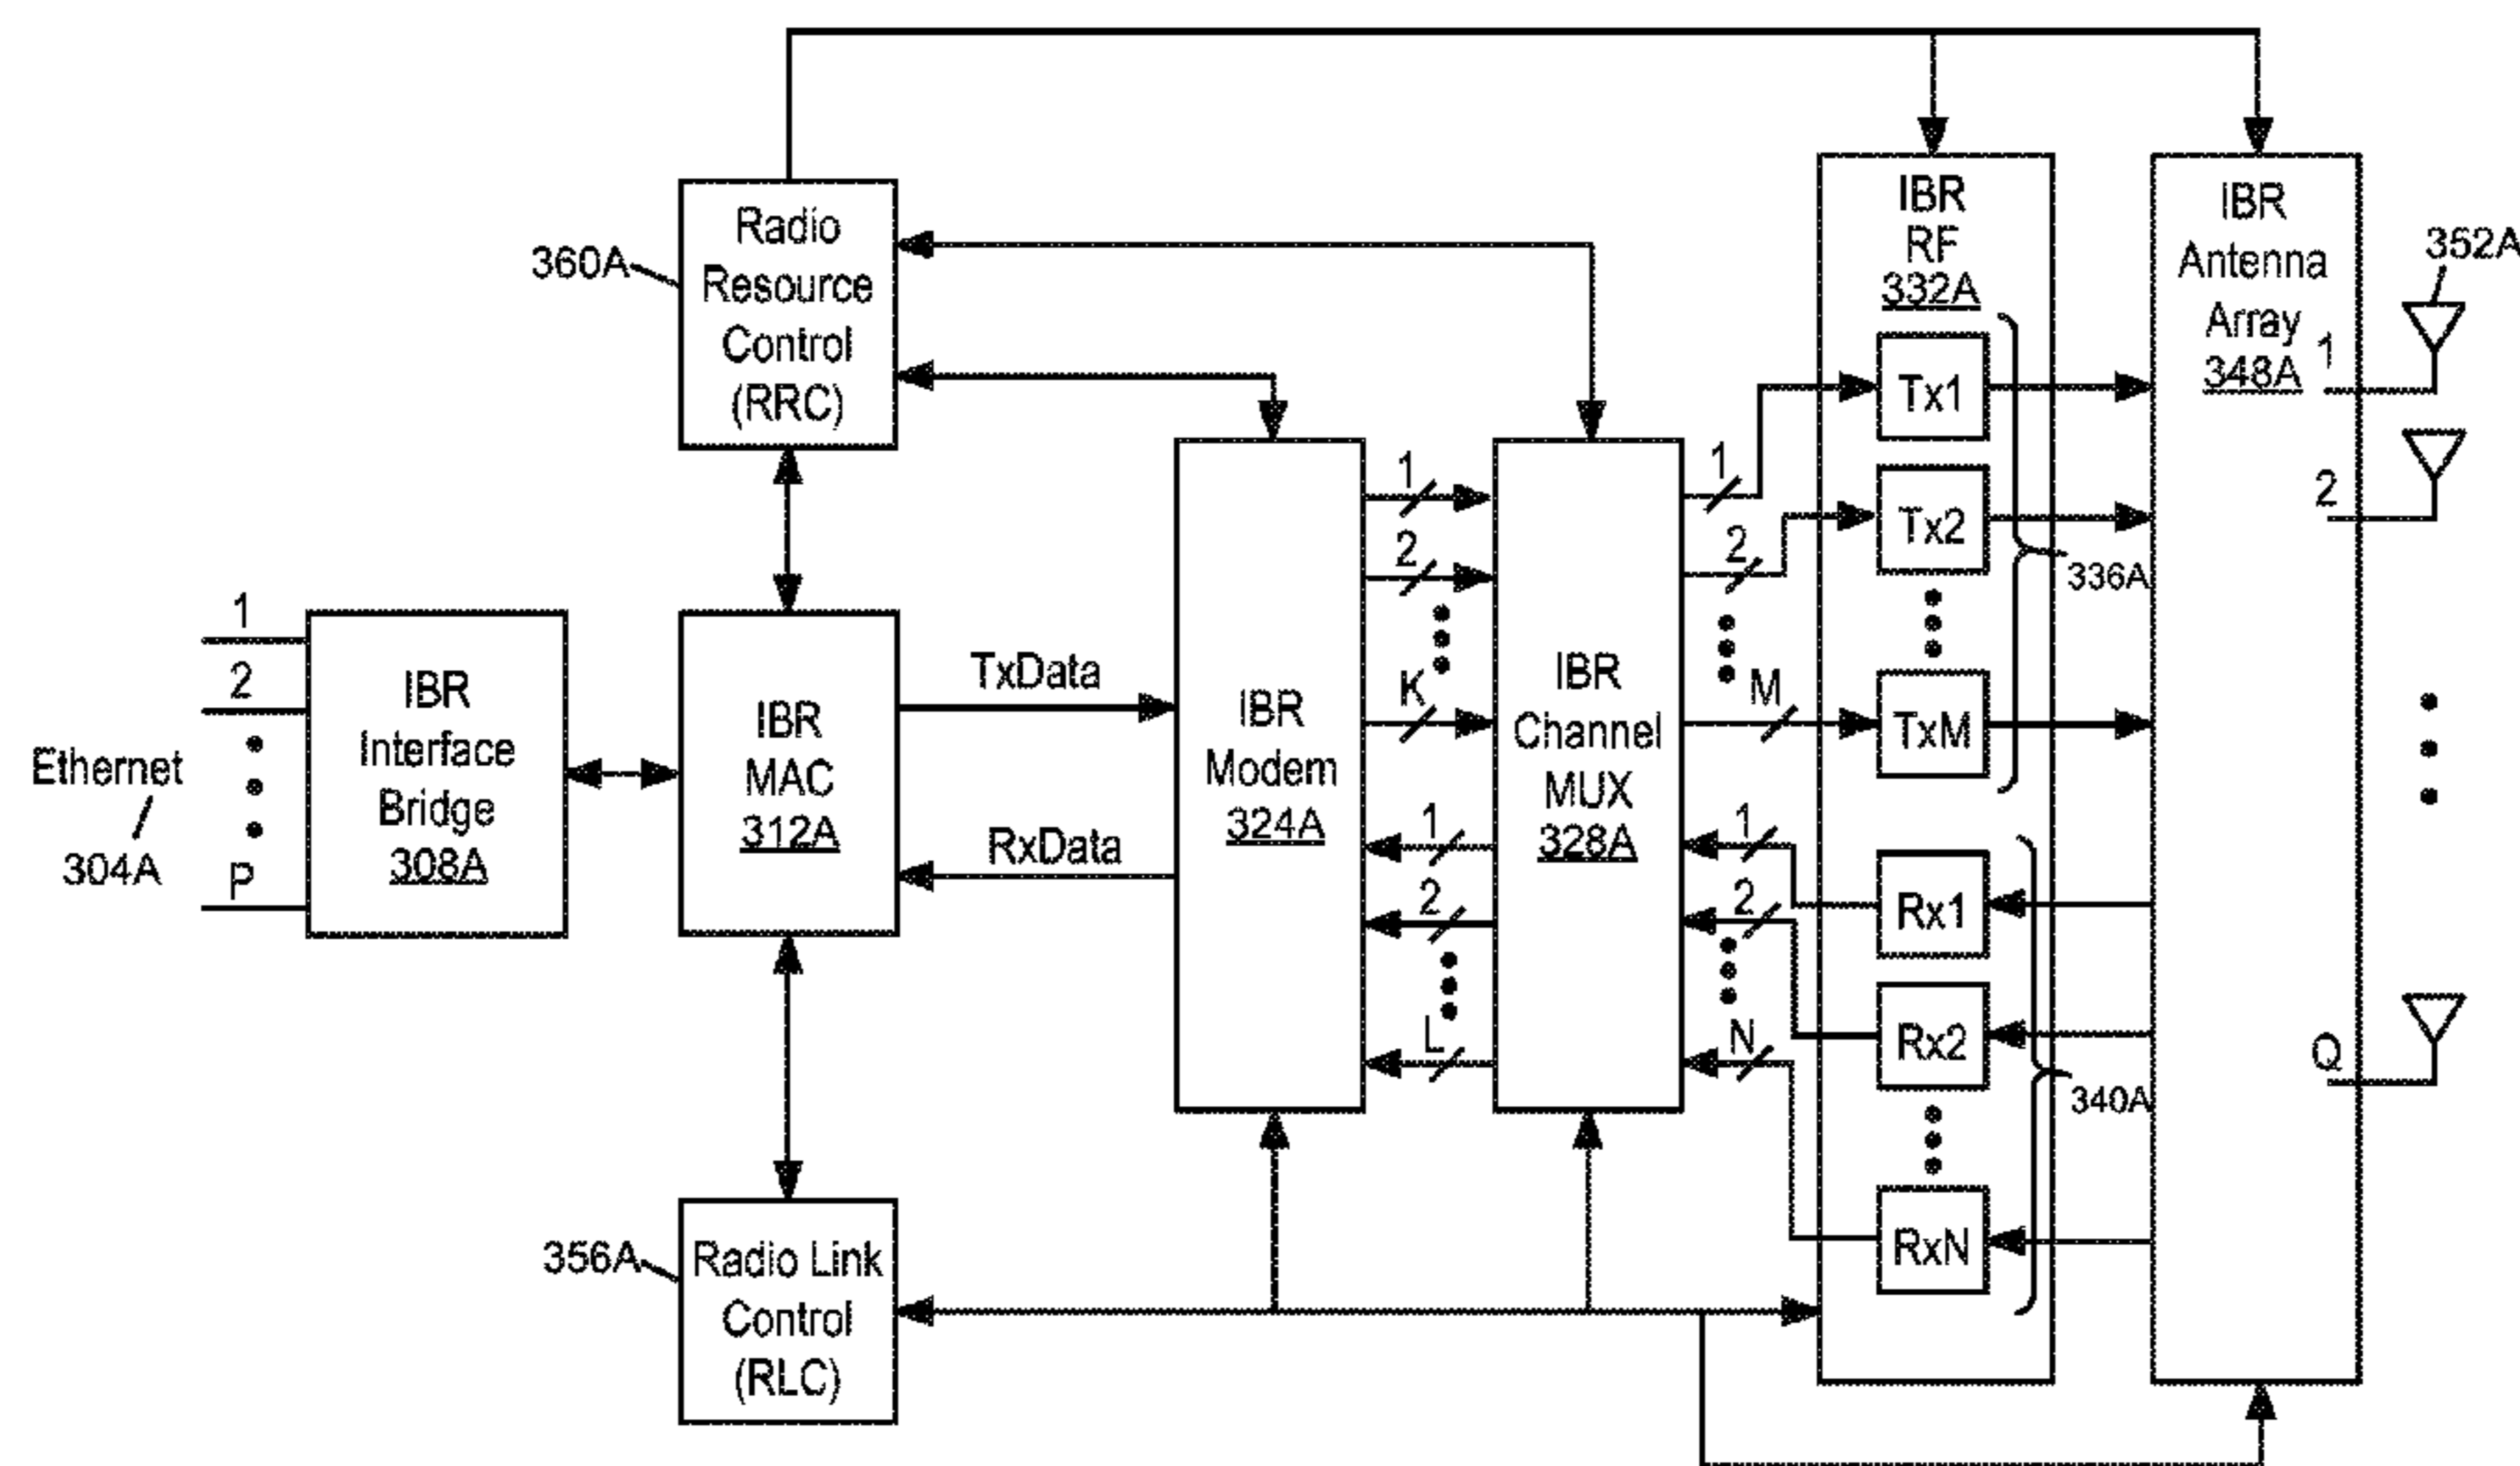 Ethernet
304A
1
2
P
IBR
Interface
Bridge
308A
360A
Radio
Resource
Control
(RRC)
IBR
MAC
312A
356A
Radio Link
Control
(RLC)
TxData
RxData
IBR
Modem
324A
1
2
K
1
2
L
IBR
Channel
MUX
328A
1
2
M
1
2
N
IBR
RF
332A
Tx1
Tx2
TxM
336A
Rx1
Rx2
RxN
340A
IBR
Antenna
Array
348A
1
2
Q
352A